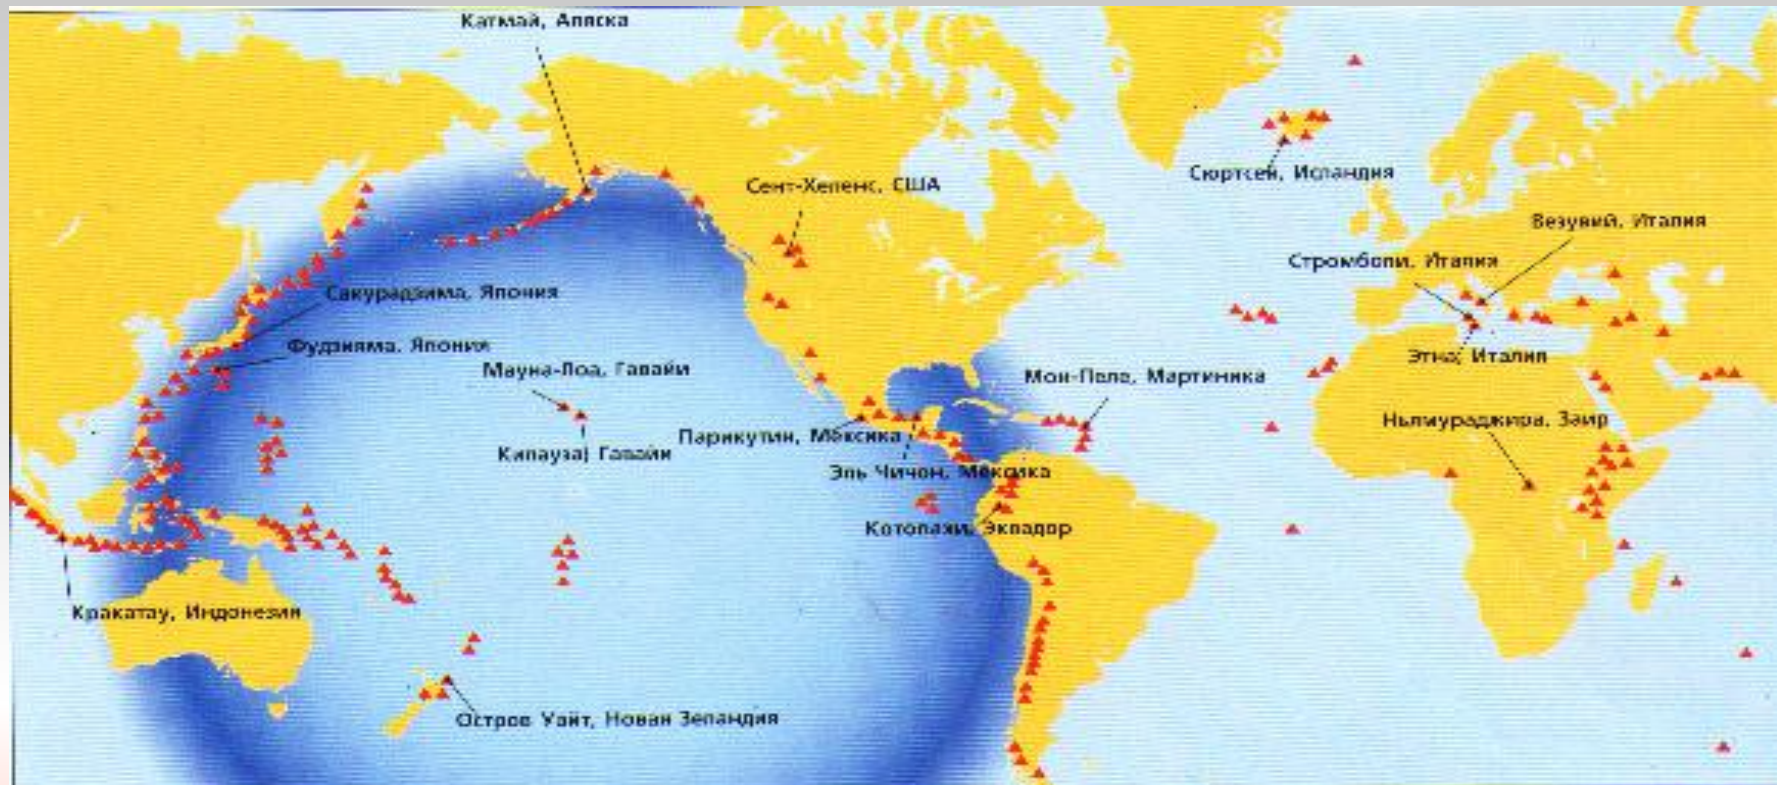 Катмай, Аляска
Сент-Хеленс, США
Сюртсей, Исландия
Везувий, Италия
Стромболи, Италия
Сакурадзима, Япония
Фудзияма, Япония
Этна, Италия
Мауна-Лоа, Гавайи
Мон-Пеле, Мартиника
Ньямураджира, Заир
Парикутин, Мексика
Килауэа, Гавайи
Эль Чичон, Мексика
Котопахи, Эквадор
Кракатау, Индонезия
Остров Уайт, Новая Зеландия